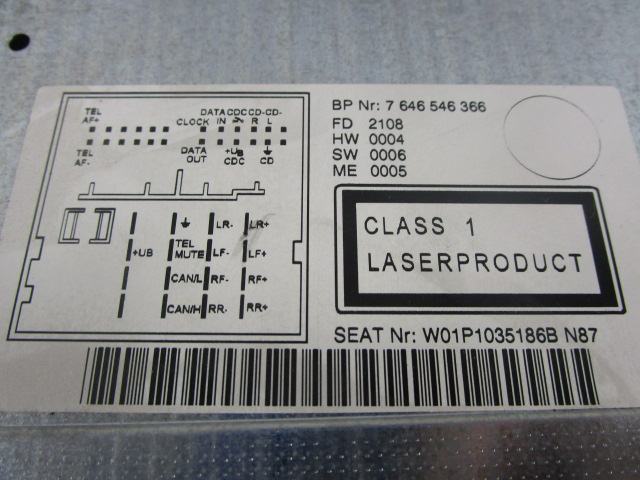 TEL AF+
DATA CDC CD- CD-
CLOCK IN R L
TEL AF-
DATA OUT +UB CDC CD
LR- LR+
+UB TEL MUTE LF- LF+
CAN/L RF- RF+
CAN/H RR- RR+
BP Nr: 7 646 546 366
FD 2108
HW 0004
SW 0006
ME 0005
CLASS 1
LASERPRODUCT
SEAT Nr: W01P1035186B N87